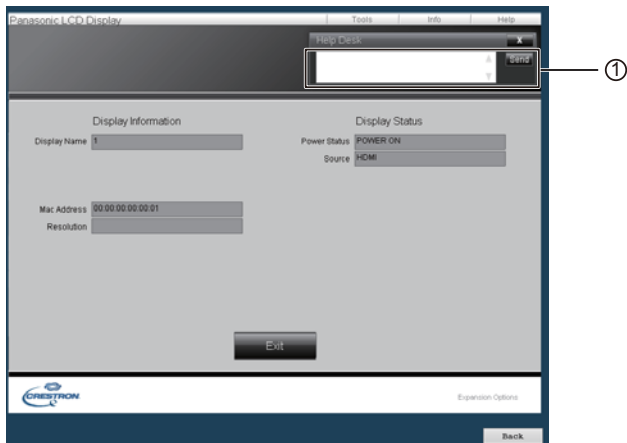 Panasonic LCD Display
Tools Info Help
Help Desk X
Send
①
Display Information Display Status
Display Name 1 Power Status POWER ON
Source HDMI
Mac Address 00:00:00:00:00:01
Resolution
Exit
CRESTRON Expansion Options
Back